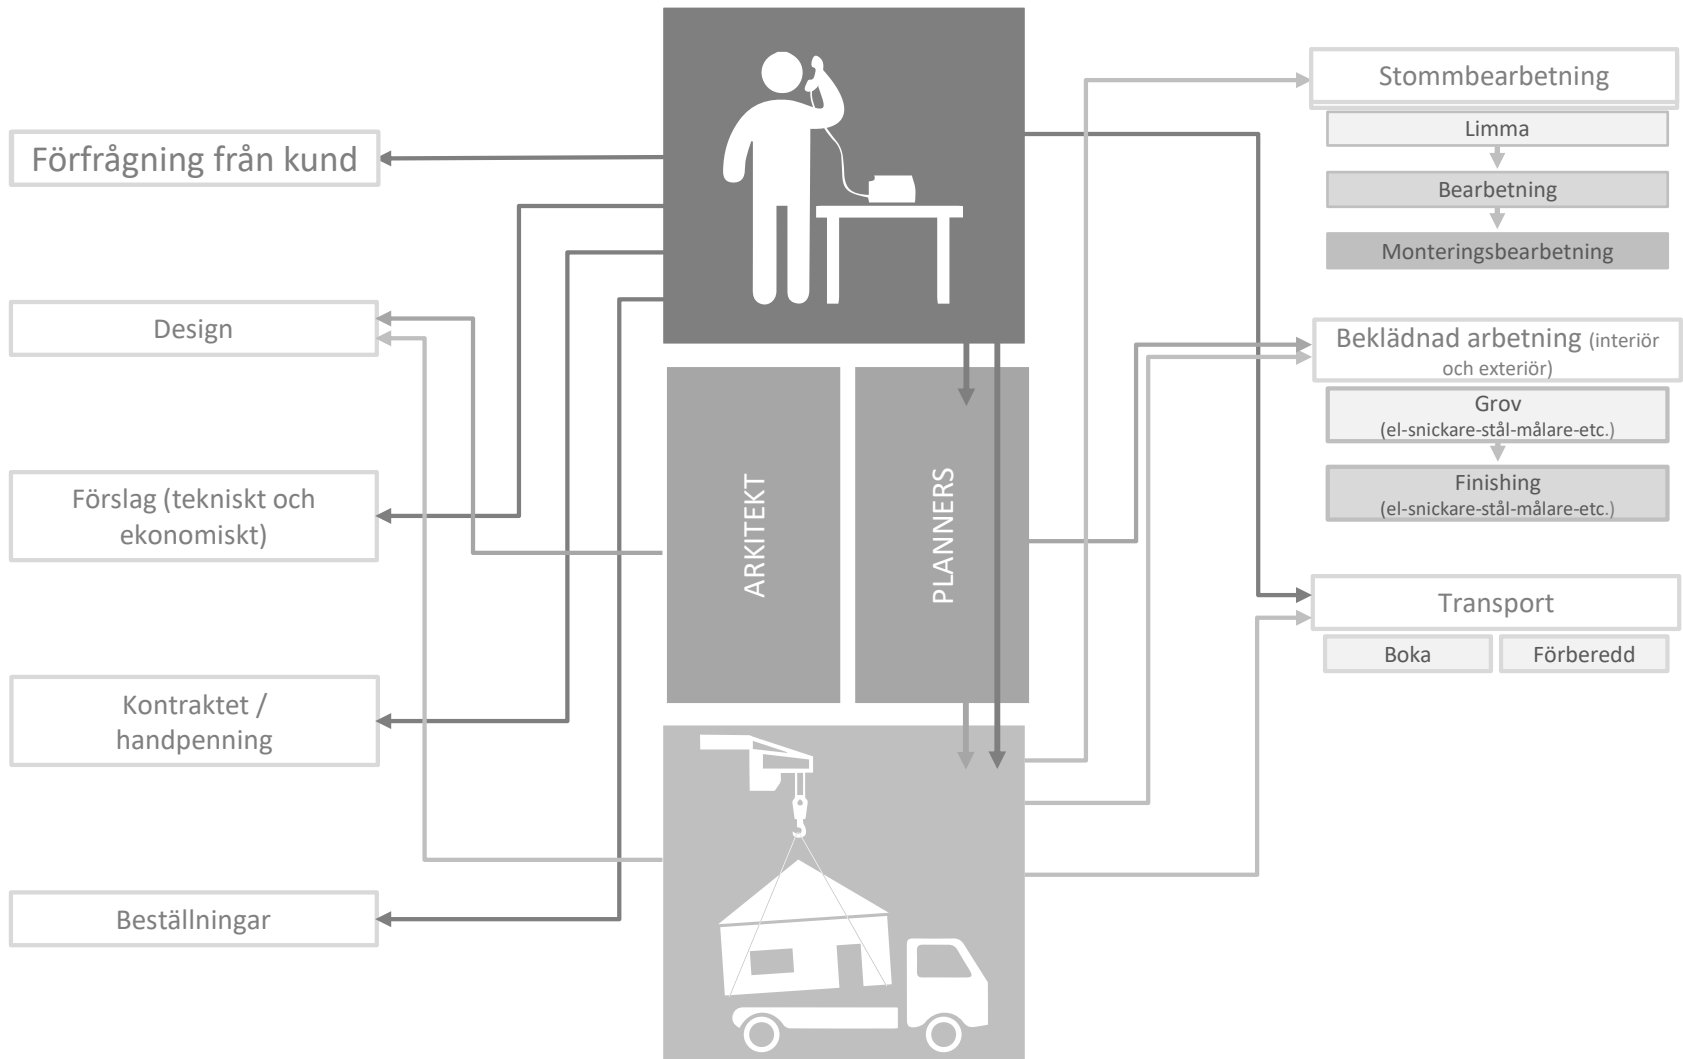 Förfrågning från kund
Design
Förslag (tekniskt och
ekonomiskt)
Kontraktet /
handpenning
Beställningar
ARKITEKT
PLANNERS
Stommbearbetning
Limma
Bearbetning
Monteringsbearbetning
Beklädnad arbetning (interiör
och exteriör)
Grov
(el-snickare-stål-målare-etc.)
Finishing
(el-snickare-stål-målare-etc.)
Transport
Boka
Förberedd